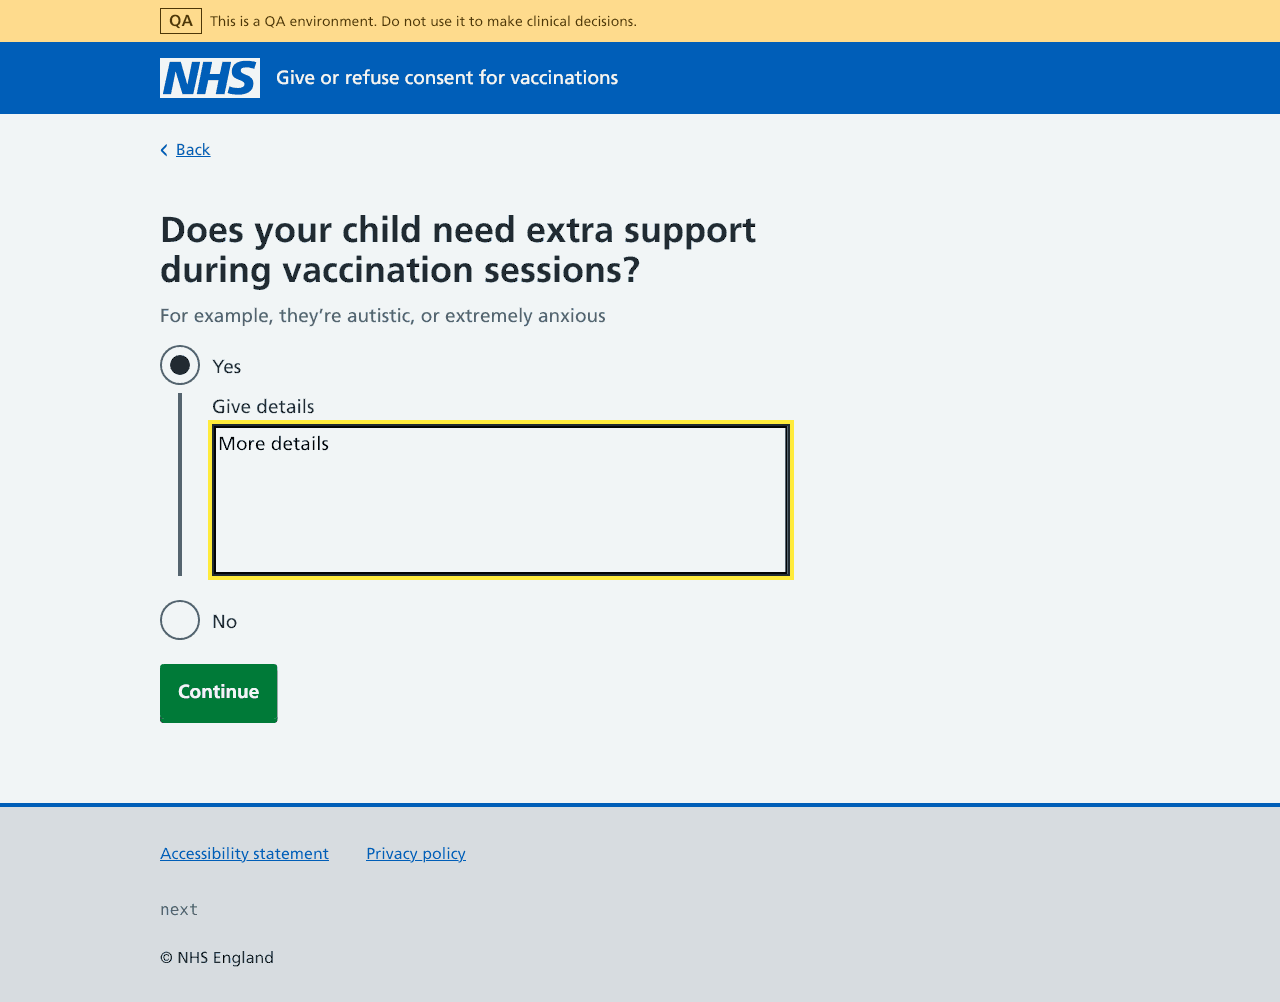 QA This is a QA environment. Do not use it to make clinical decisions.
NHS Give or refuse consent for vaccinations
Back
Does your child need extra support
during vaccination sessions?
For example, they’re autistic, or extremely anxious
Yes
Give details
More details
No
Continue
Accessibility statement Privacy policy
next
© NHS England